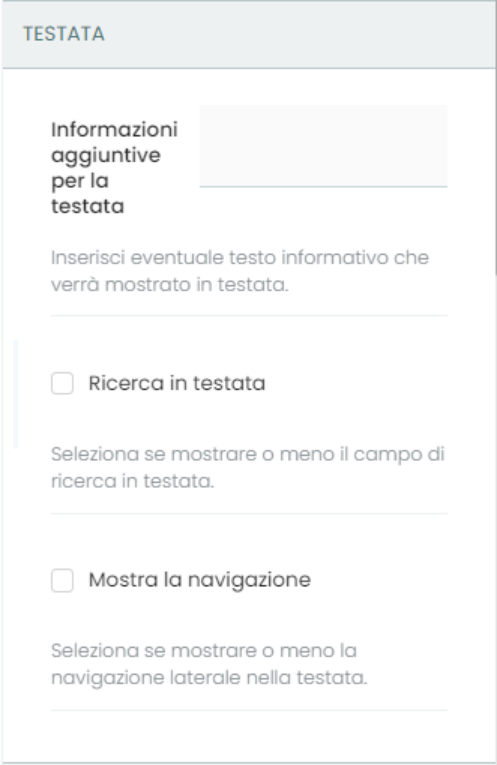 TESTATA
Informazioni
aggiuntive
per la
testata
Inserisci eventuale testo informativo che
verrà mostrato in testata.
Ricerca in testata
Seleziona se mostrare o meno il campo di
ricerca in testata.
Mostra la navigazione
Seleziona se mostrare o meno la
navigazione laterale nella testata.